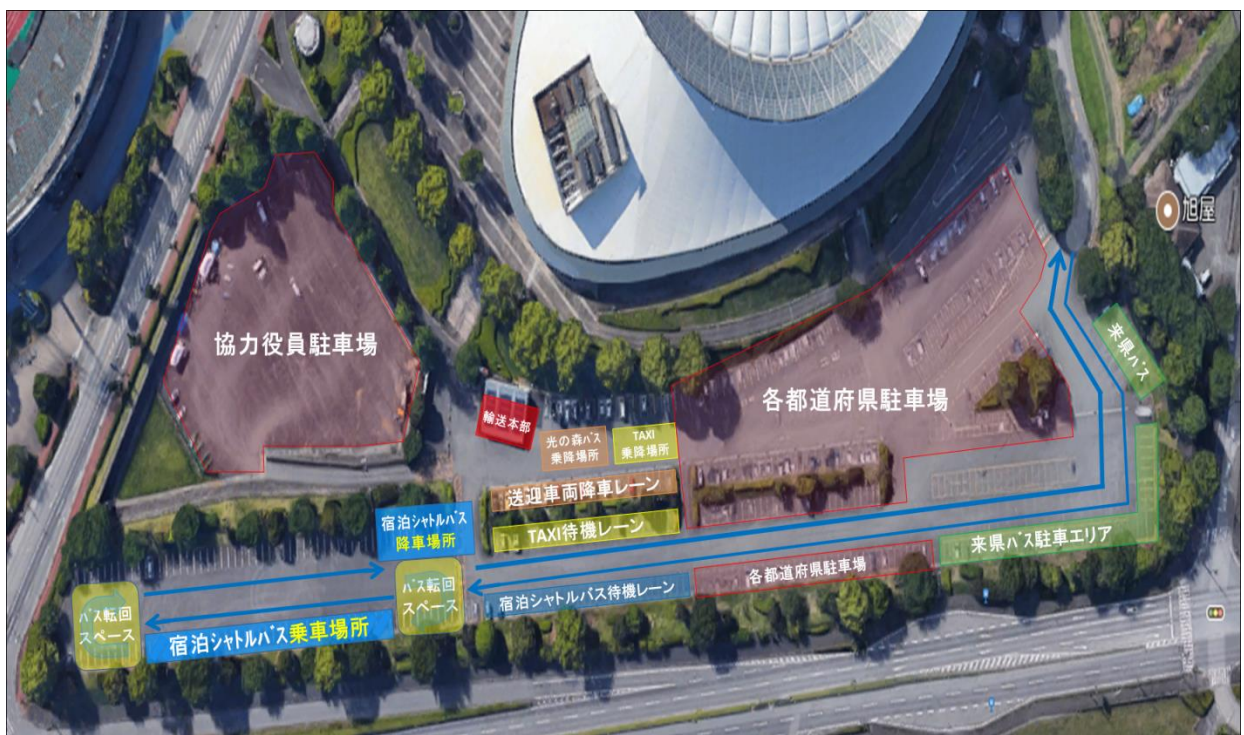 旭屋
来県バス
協力役員駐車場
各都道府県駐車場
輸送本部
光の森バス
乗降場所
TAXI
乗降場所
送迎車両降車レーン
宿泊シャトルバス
降車場所
TAXI待機レーン
来県バス駐車エリア
各都道府県駐車場
バス転回
スペース
宿泊シャトルバス待機レーン
バス転回
スペース
宿泊シャトルバス乗車場所